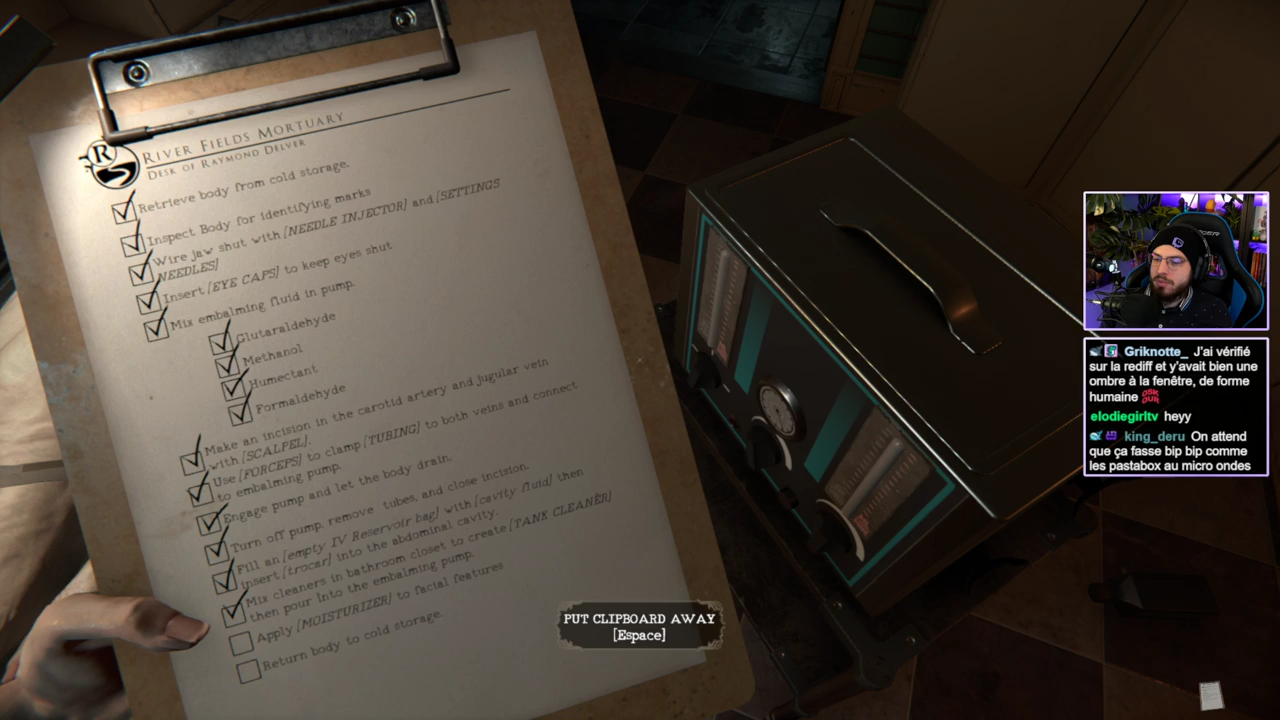 RIVER FIELDS MORTUARY
DESK OF RAYMOND DELVER
Retrieve body from cold storage.
Inspect Body for identifying marks
Wire jaw shut with [NEEDLE INJECTOR] and [SETTINGS
NEEDLES]
Insert [EYE CAPS] to keep eyes shut
Mix embalming fluid in pump.
Glutaraldehyde
Methanol
Humectant
Formaldehyde
Make an incision in the carotid artery and jugular vein
with [SCALPEL].
Use [FORCEPS] to clamp [TUBING] to both veins and connect
to embalming pump.
Engage pump and let the body drain.
Turn off pump, remove tubes, and close incision.
Fill an [empty IV Reservoir bag] with [cavity fluid] then
insert [trocar] into the abdominal cavity.
Mix cleaners in bathroom closet to create [TANK CLEANER]
then pour Into the embalming pump.
Apply [MOISTURIZER] to facial features
Return body to cold storage.
PUT CLIPBOARD AWAY
[Espace]
Griknotte_ J'ai vérifié
sur la rediff et y'avait bien une
ombre à la fenêtre, de forme
humaine
elodiegirltv heyy
king_deru On attend
que ça fasse bip bip comme
les pastabox au micro ondes